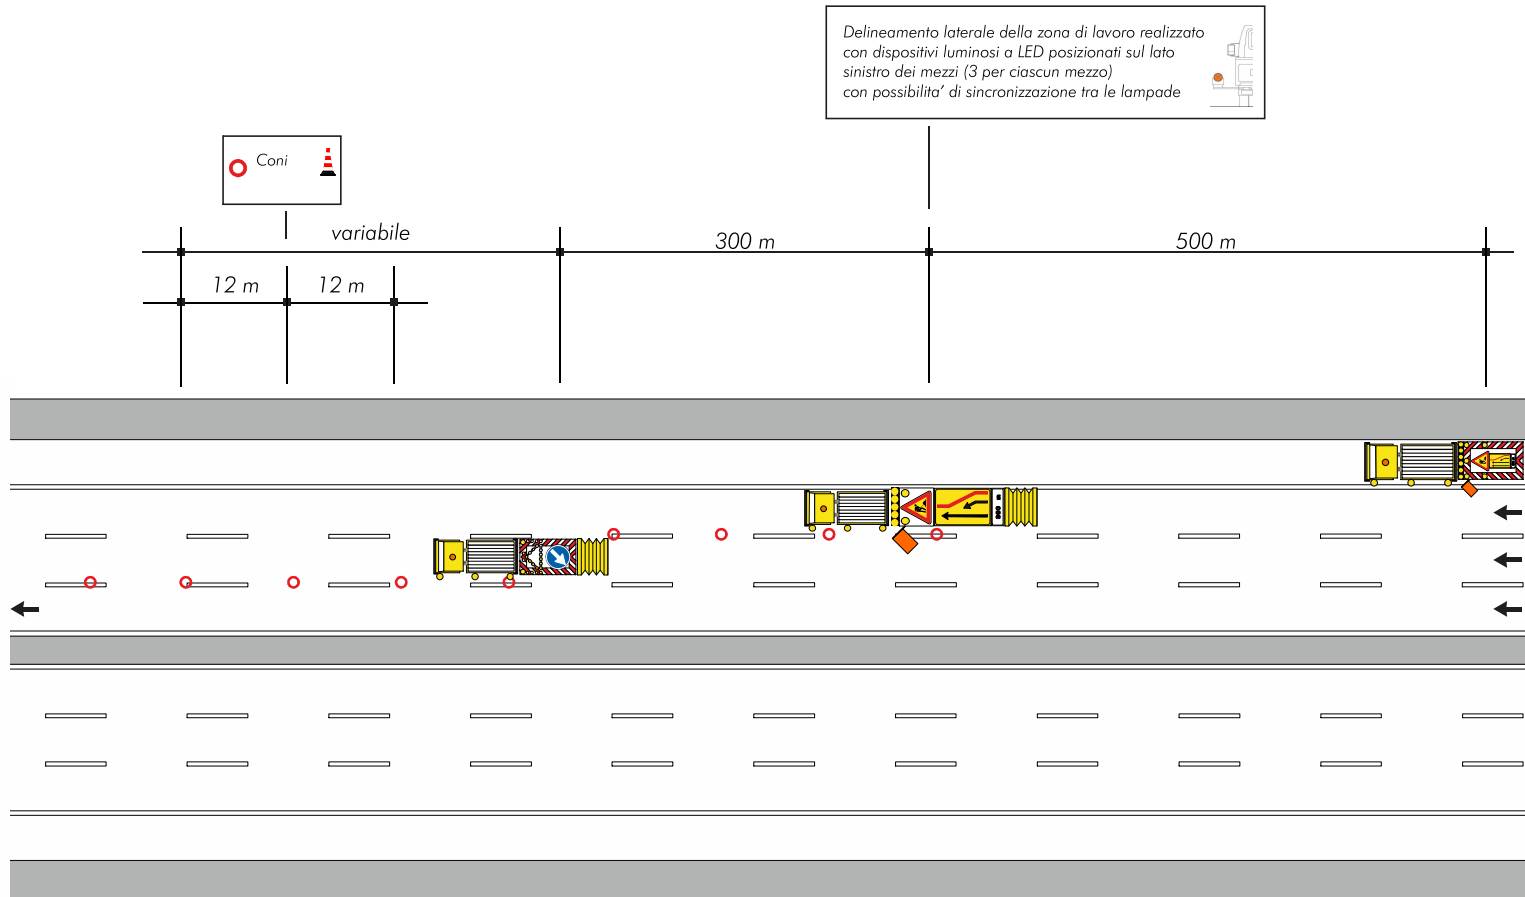 Delineamento laterale della zona di lavoro realizzato
con dispositivi luminosi a LED posizionati sul lato
sinistro dei mezzi (3 per ciascun mezzo)
con possibilita' di sincronizzazione tra le lampade
Coni
variabile
300 m
500 m
12 m
12 m